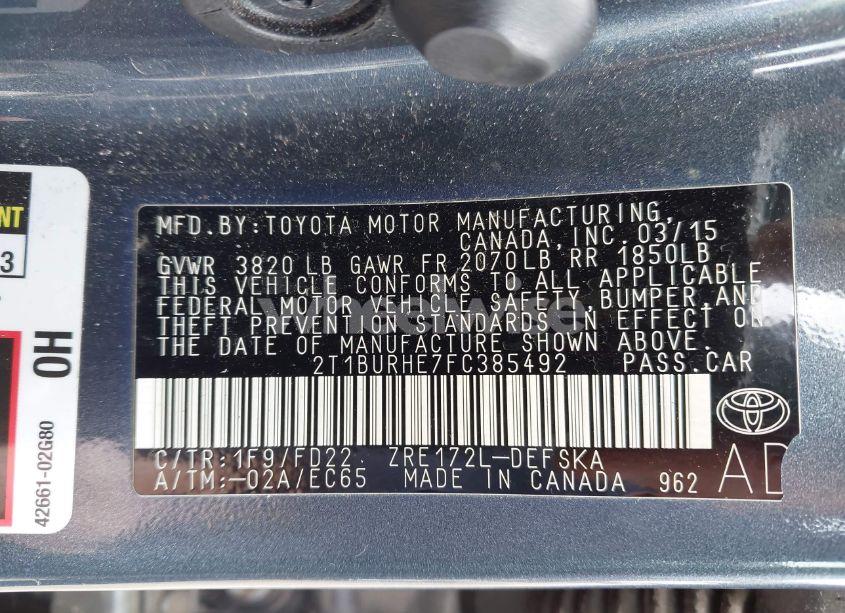 MFD. BY: TOYOTA MOTOR MANUFACTURING,
CANADA, INC. 03/15
GVWR 3820 LB GAWR FR 2070LB RR 1850LB
THIS VEHICLE CONFORMS TO ALL APPLICABLE
FEDERAL MOTOR VEHICLE SAFETY, BUMPER, AND
THEFT PREVENTION STANDARDS IN EFFECT ON
THE DATE OF MANUFACTURE SHOWN ABOVE.
2T1BURHE7FC385492 PASS. CAR
C/TR: 1F9/FD22 ZRE172L-DEFSKA
A/TM: -02A/EC65 MADE IN CANADA 962
AD
3
OH
42661-02G80